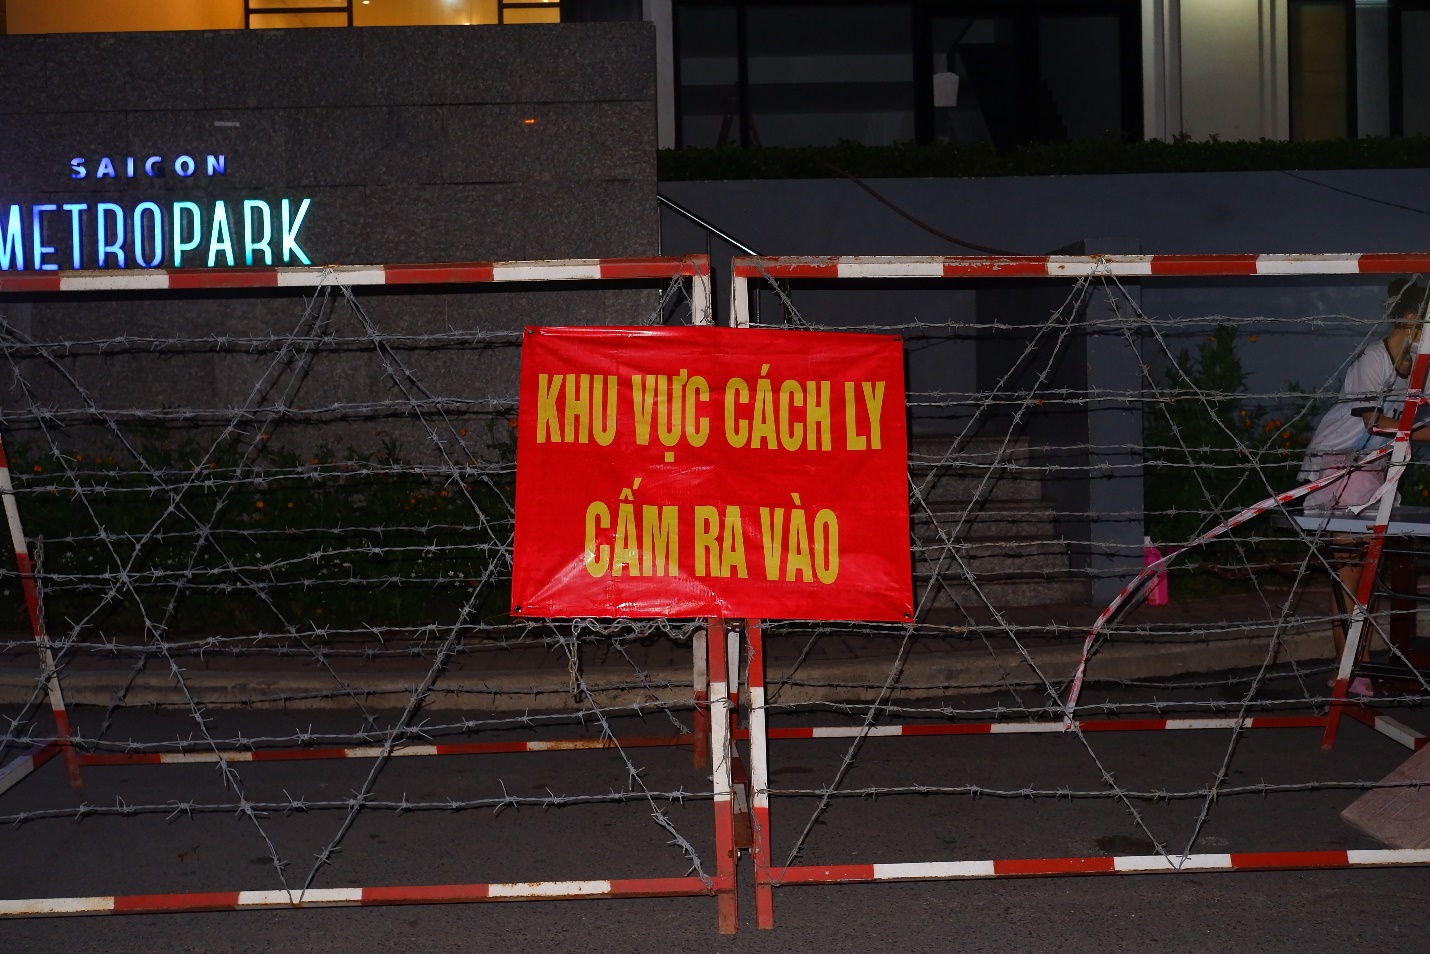 SAIGON
METROPARK
KHU VỰC CÁCH LY
CẤM RA VÀO